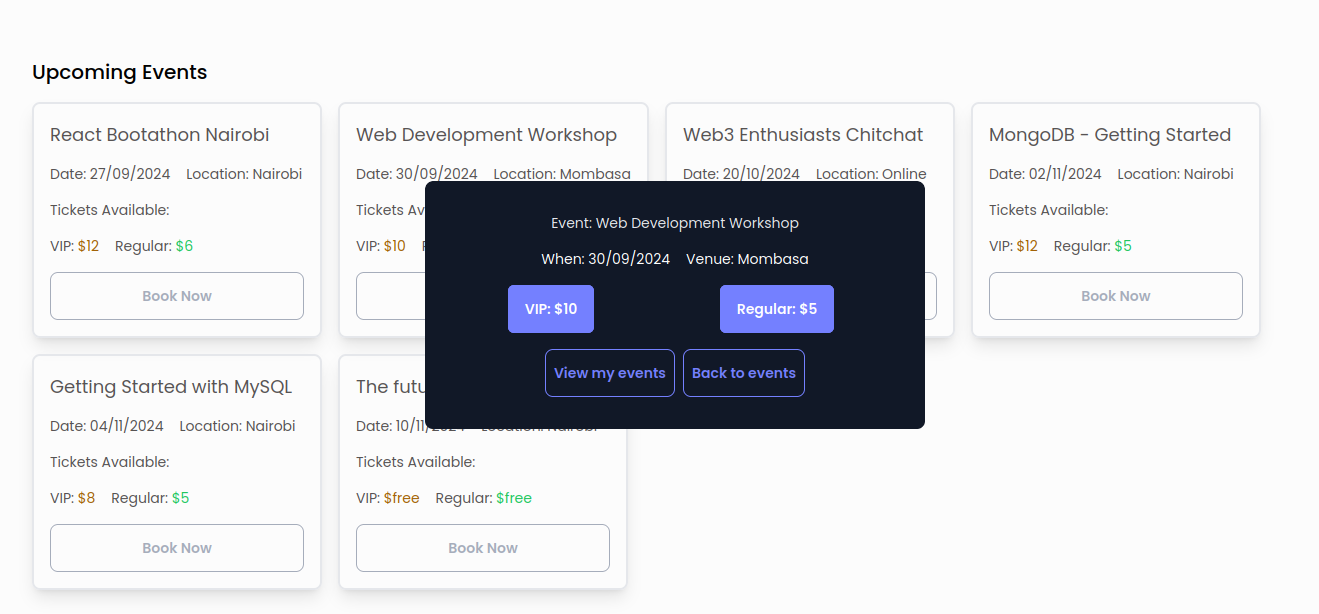 Upcoming Events
React Bootathon Nairobi
Date: 27/09/2024 Location: Nairobi
Tickets Available:
VIP: $12 Regular: $6
Book Now
Web Development Workshop
Date: 30/09/2024 Location: Mombasa
Tickets Av
VIP: $10
Web3 Enthusiasts Chitchat
Date: 20/10/2024 Location: Online
MongoDB - Getting Started
Date: 02/11/2024 Location: Nairobi
Tickets Available:
VIP: $12 Regular: $5
Book Now
Event: Web Development Workshop
When: 30/09/2024 Venue: Mombasa
VIP: $10 Regular: $5
View my events Back to events
Getting Started with MySQL
Date: 04/11/2024 Location: Nairobi
Tickets Available:
VIP: $8 Regular: $5
Book Now
The futu
Date: 10/11/2024 Location: Nairobi
Tickets Available:
VIP: $free Regular: $free
Book Now